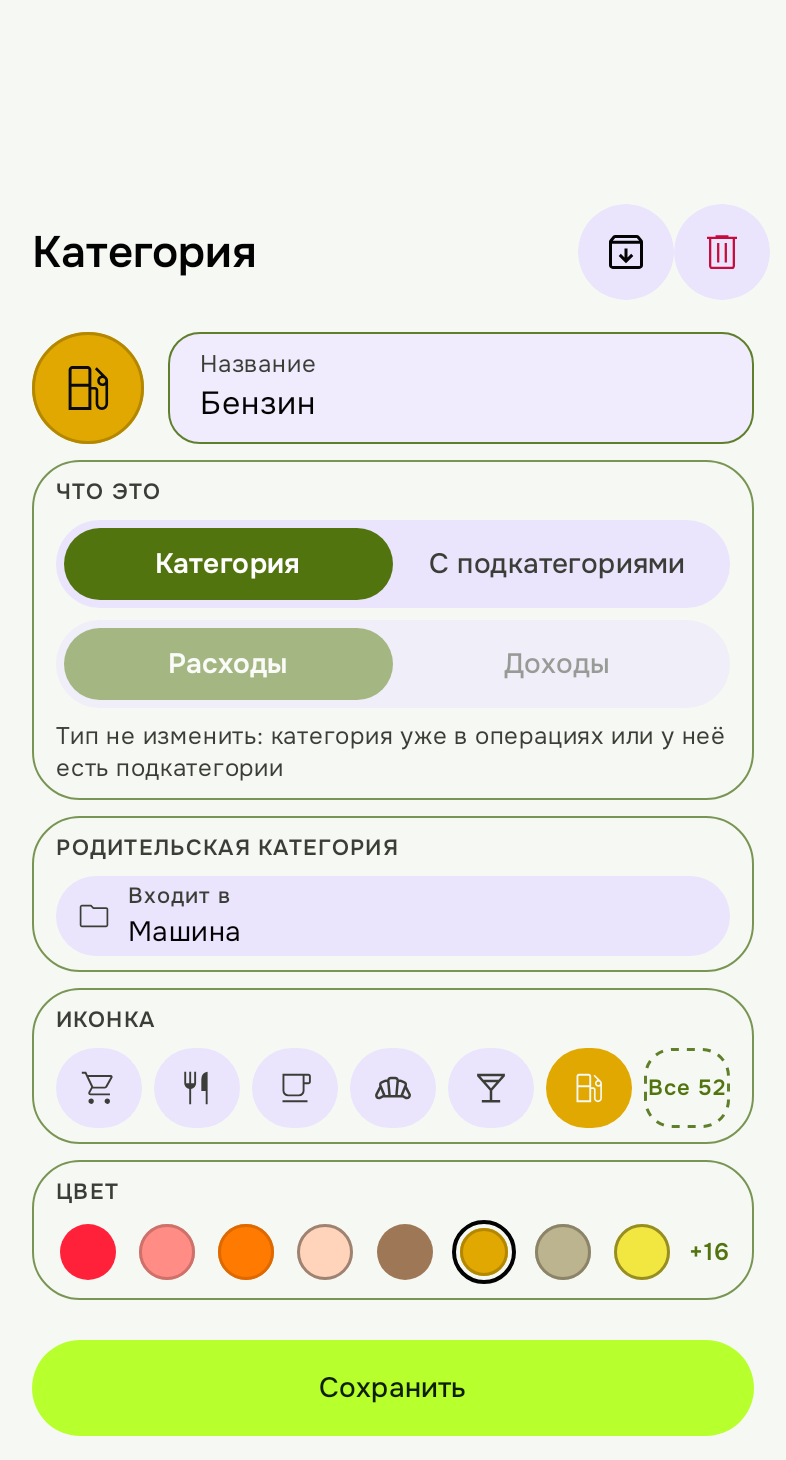 Категория
Название
Бензин
ЧТО ЭТО
Категория
С подкатегориями
Расходы
Доходы
Тип не изменить: категория уже в операциях или у неё
есть подкатегории
РОДИТЕЛЬСКАЯ КАТЕГОРИЯ
Входит в
Машина
ИКОНКА
Все 52
ЦВЕТ
+16
Сохранить